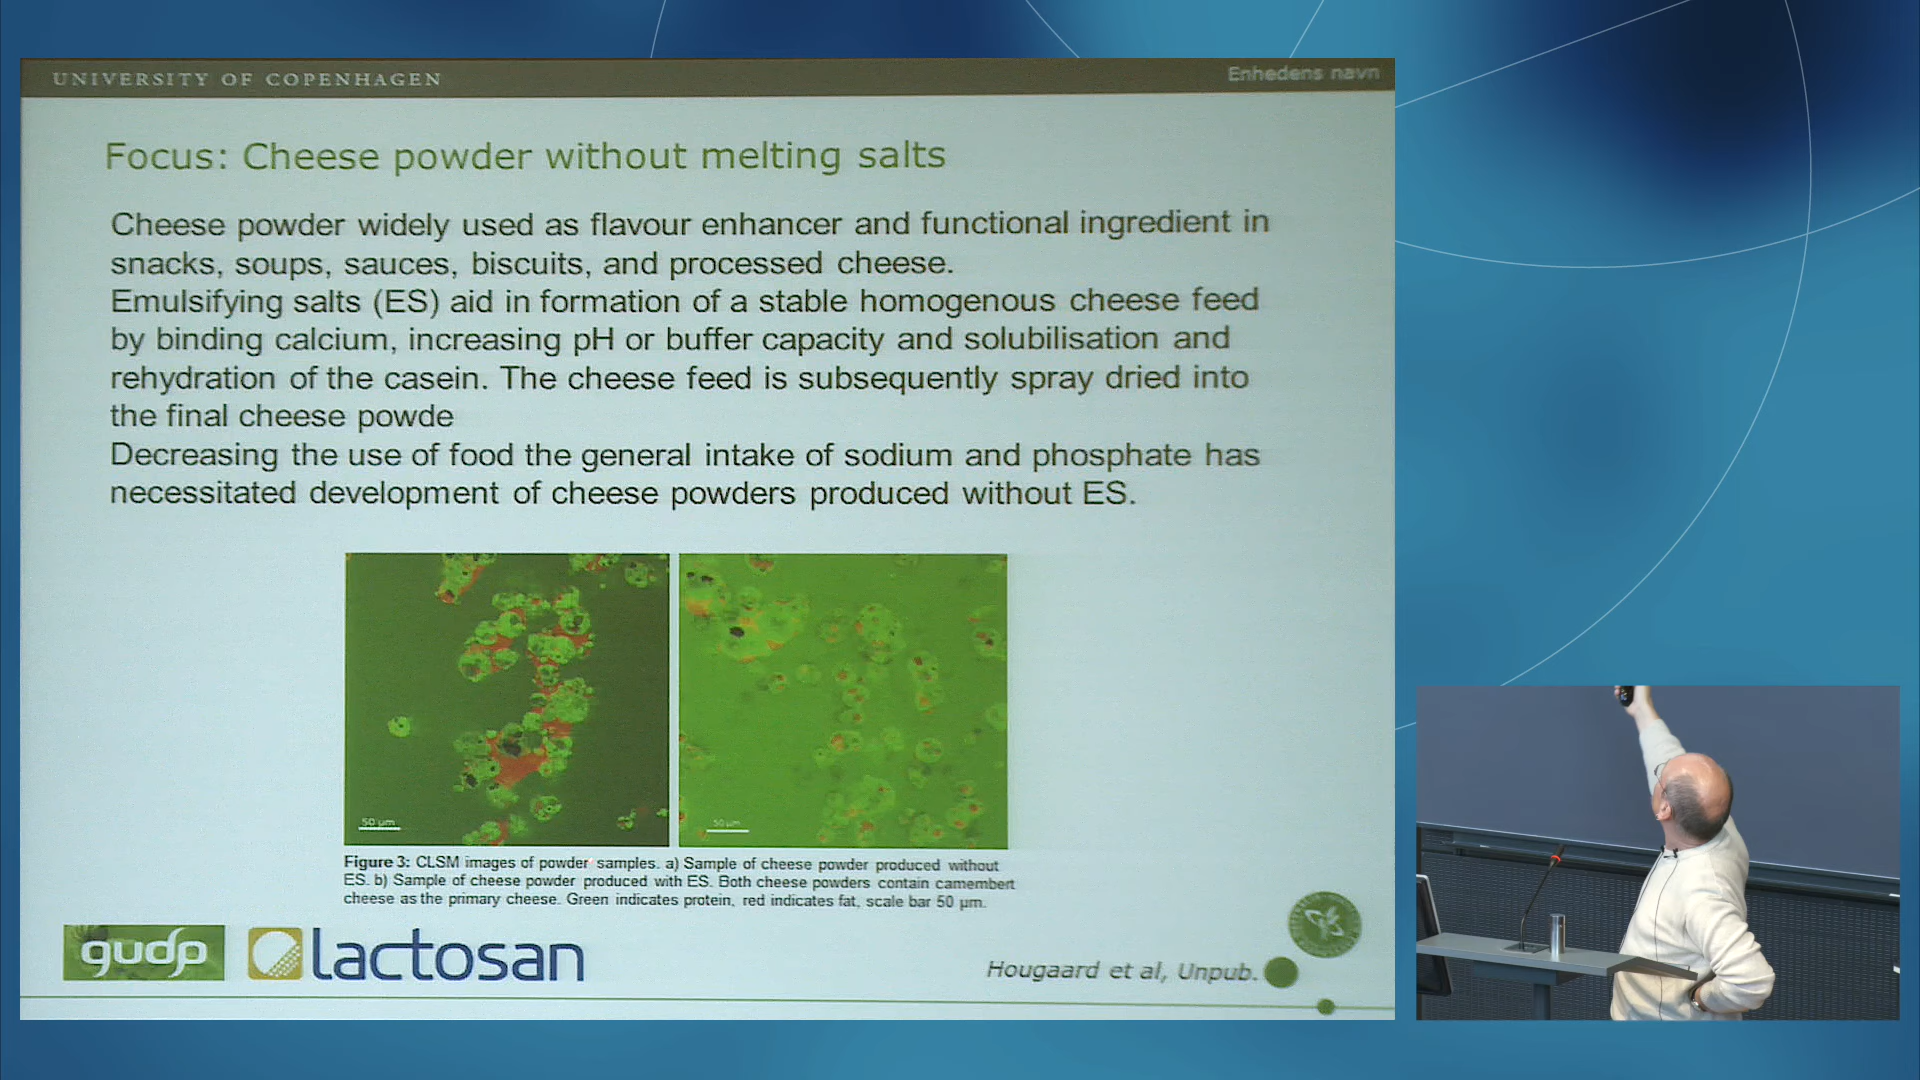 UNIVERSITY OF COPENHAGEN
Enhedens navn
Focus: Cheese powder without melting salts
Cheese powder widely used as flavour enhancer and functional ingredient in
snacks, soups, sauces, biscuits, and processed cheese.
Emulsifying salts (ES) aid in formation of a stable homogenous cheese feed
by binding calcium, increasing pH or buffer capacity and solubilisation and
rehydration of the casein. The cheese feed is subsequently spray dried into
the final cheese powde
Decreasing the use of food the general intake of sodium and phosphate has
necessitated development of cheese powders produced without ES.
50 µm
50 µm
Figure 3: CLSM images of powder samples. a) Sample of cheese powder produced without
ES. b) Sample of cheese powder produced with ES. Both cheese powders contain camembert
cheese as the primary cheese. Green indicates protein, red indicates fat, scale bar 50 µm.
gudp
lactosan
Hougaard et al, Unpub.